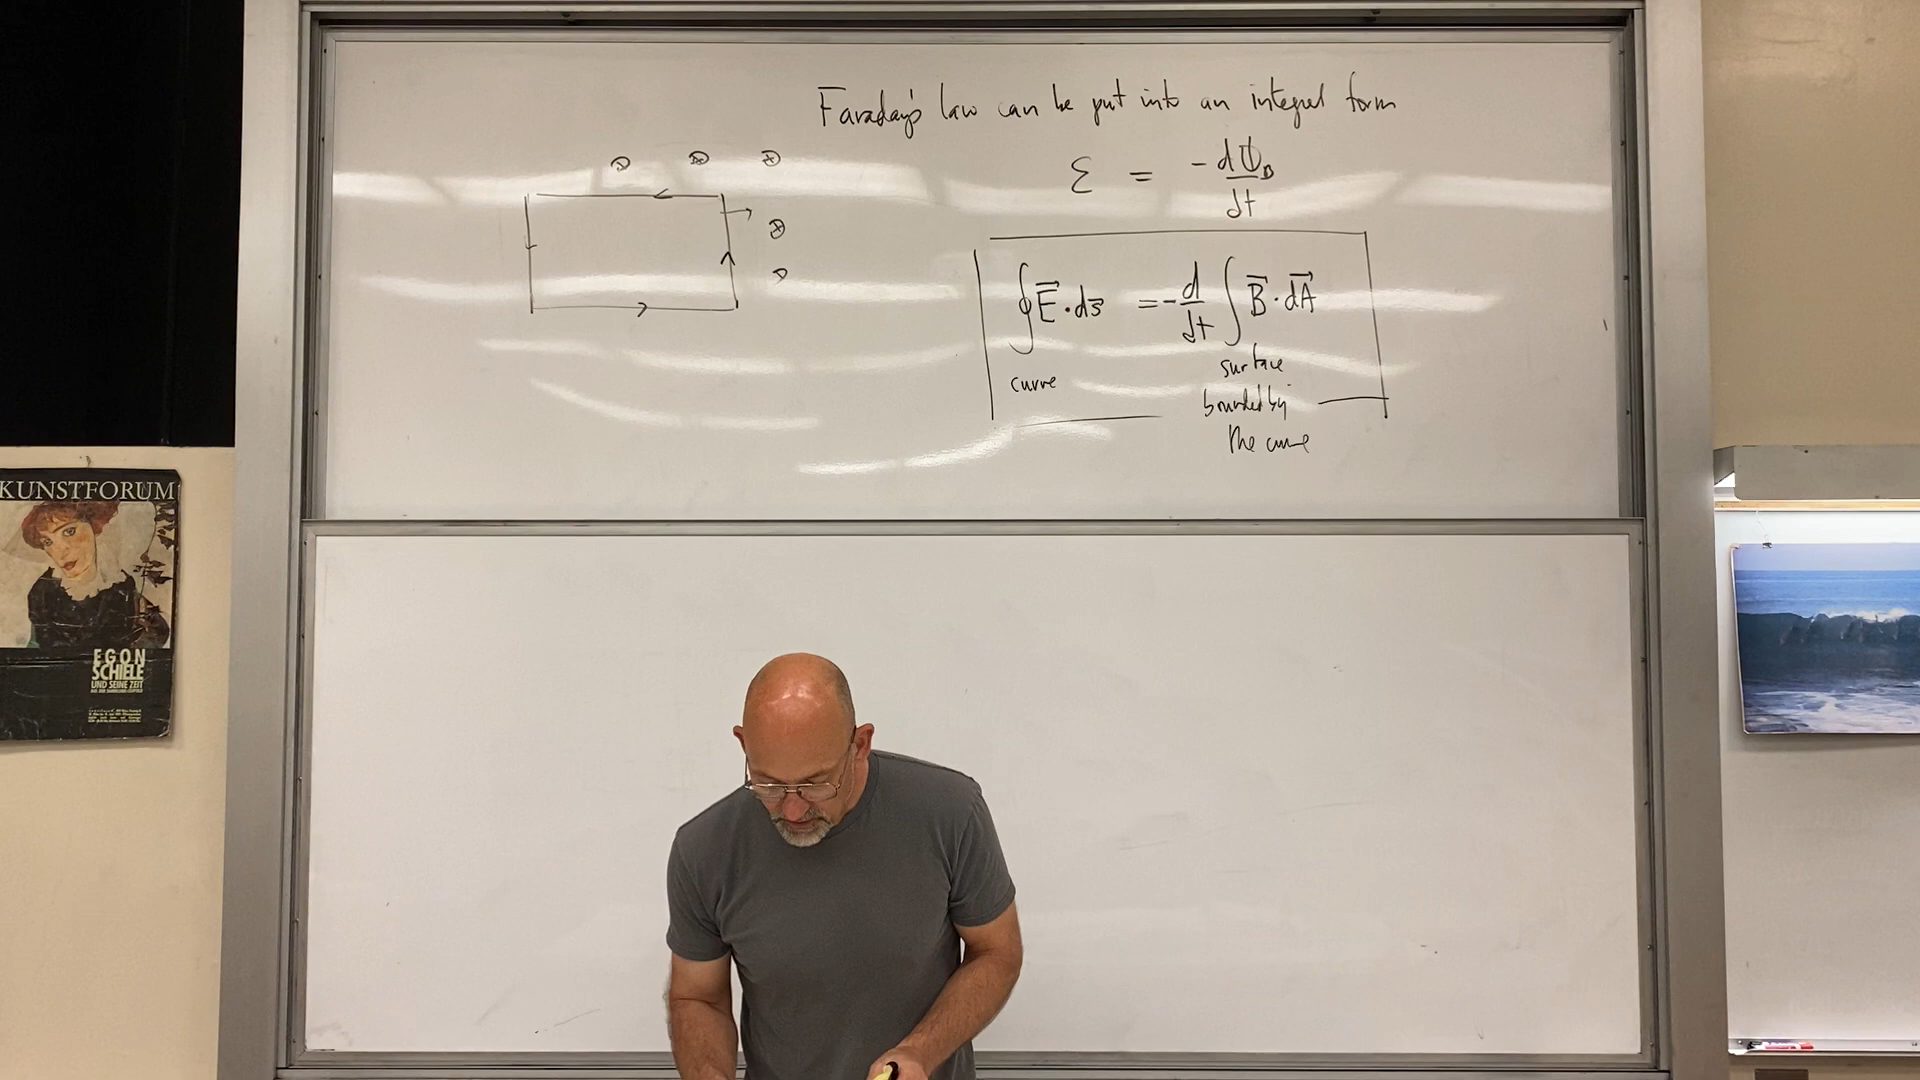 Faraday's law can be put into an integral form
ℰ = -dΦ_B/dt
∮E⃗·ds⃗ = -d/dt ∫B⃗·dA⃗
curve
surface
bounded by
the curve
KUNSTFORUM
EGON
SCHIELE
UND SEINE ZEIT